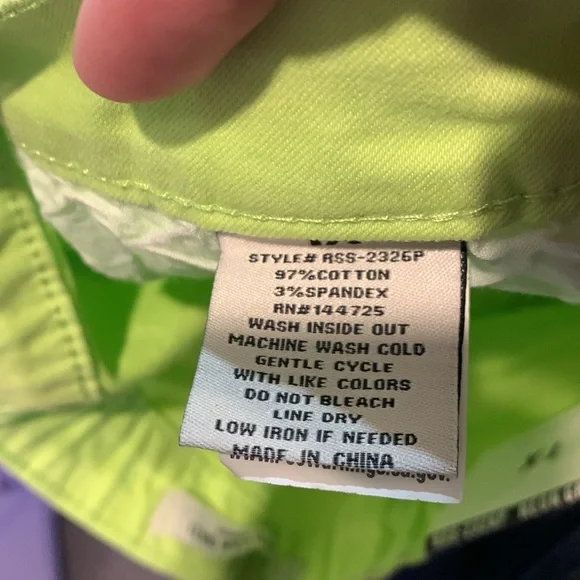 STYLE# RSS-2326P
97%COTTON
3%SPANDEX
RN#144725
WASH INSIDE OUT
MACHINE WASH COLD
GENTLE CYCLE
WITH LIKE COLORS
DO NOT BLEACH
LINE DRY
LOW IRON IF NEEDED
MADE IN CHINA